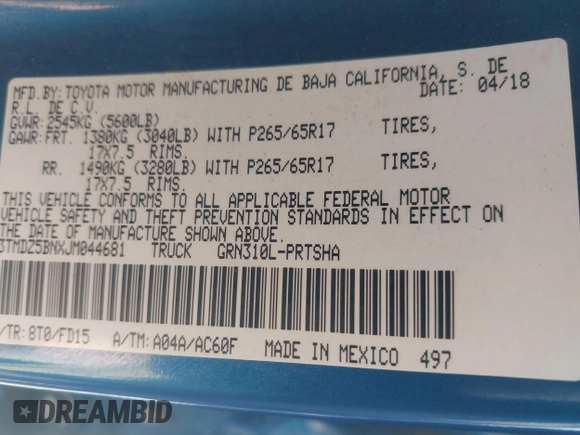 MFD. BY: TOYOTA MOTOR MANUFACTURING DE BAJA CALIFORNIA, S. DE
R.L. DE C.V. DATE: 04/18
GVWR: 2545KG (5600LB)
GAWR: FRT. 1380KG (3040LB) WITH P265/65R17 TIRES,
17X7.5 RIMS.
RR. 1490KG (3280LB) WITH P265/65R17 TIRES,
17X7.5 RIMS.
THIS VEHICLE CONFORMS TO ALL APPLICABLE FEDERAL MOTOR
VEHICLE SAFETY AND THEFT PREVENTION STANDARDS IN EFFECT ON
THE DATE OF MANUFACTURE SHOWN ABOVE.
3TMDZ5BNXJM044681 TRUCK GRN310L-PRTSHA
/TR: 8T0/FD15 A/TM: A04A/AC60F MADE IN MEXICO 497
DREAMBID